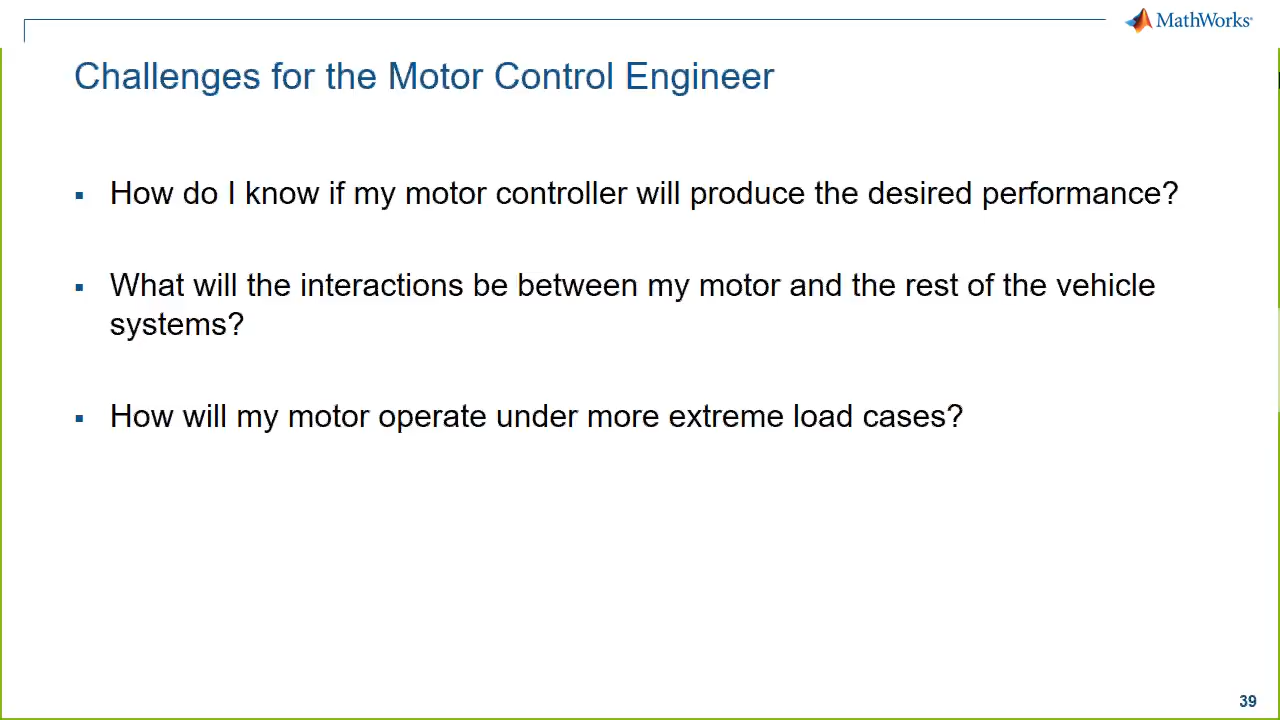 MathWorks
Challenges for the Motor Control Engineer
▪ How do I know if my motor controller will produce the desired performance?
▪ What will the interactions be between my motor and the rest of the vehicle
systems?
▪ How will my motor operate under more extreme load cases?
39